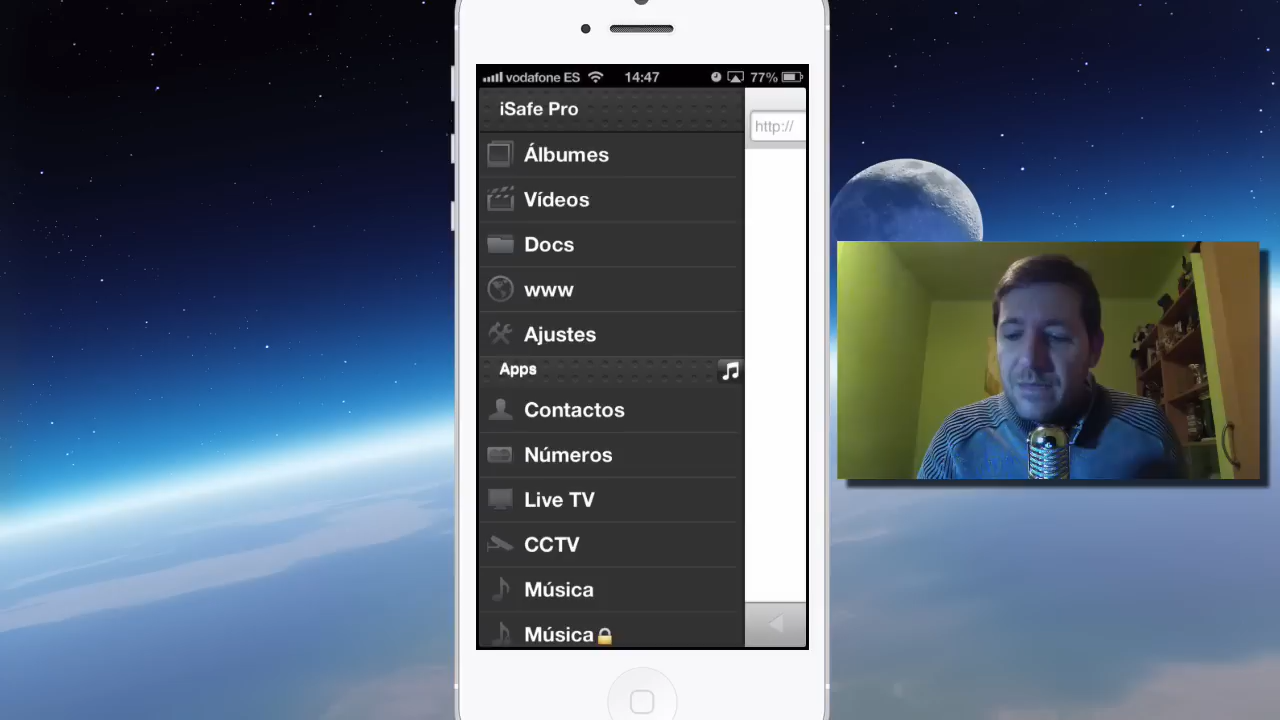 vodafone ES 14:47 77%
iSafe Pro
http://
Álbumes
Vídeos
Docs
www
Ajustes
Apps
Contactos
Números
Live TV
CCTV
Música
Música